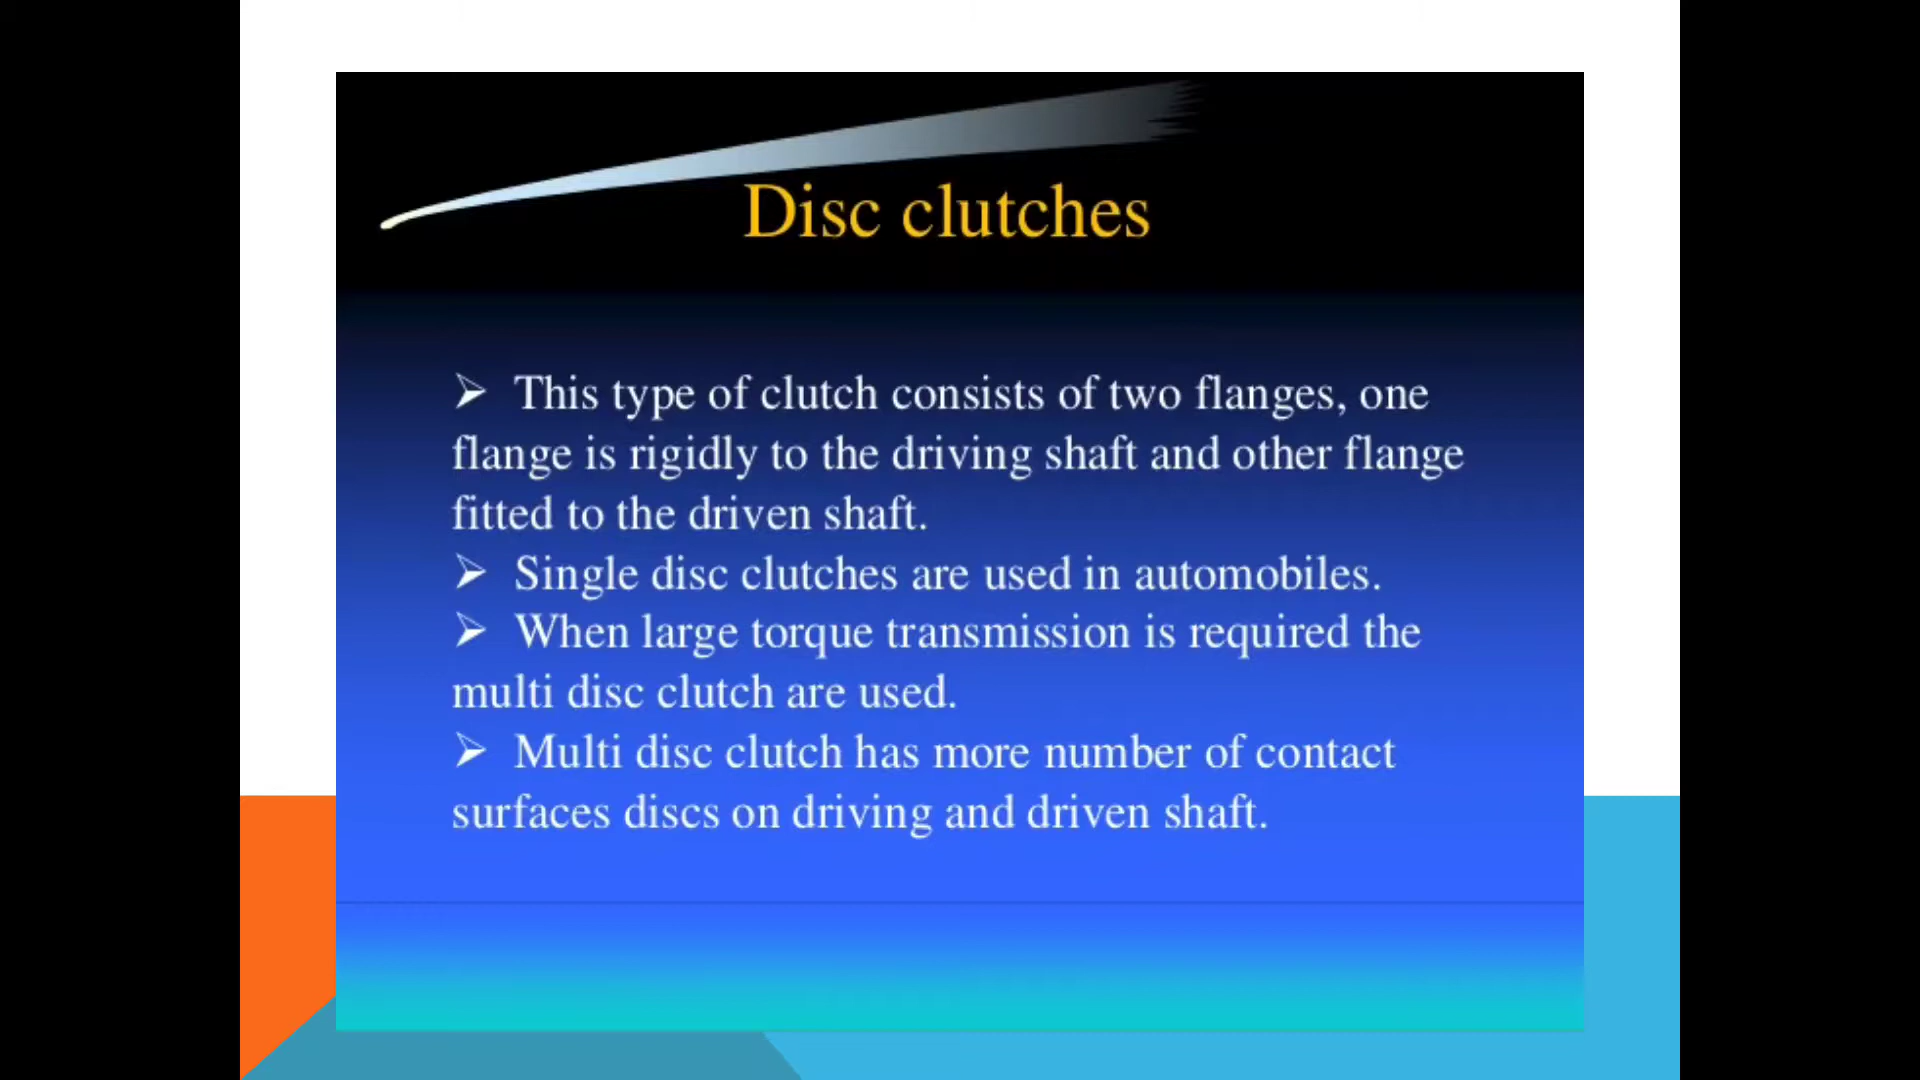 Disc clutches
➢ This type of clutch consists of two flanges, one
flange is rigidly to the driving shaft and other flange
fitted to the driven shaft.
➢ Single disc clutches are used in automobiles.
➢ When large torque transmission is required the
multi disc clutch are used.
➢ Multi disc clutch has more number of contact
surfaces discs on driving and driven shaft.